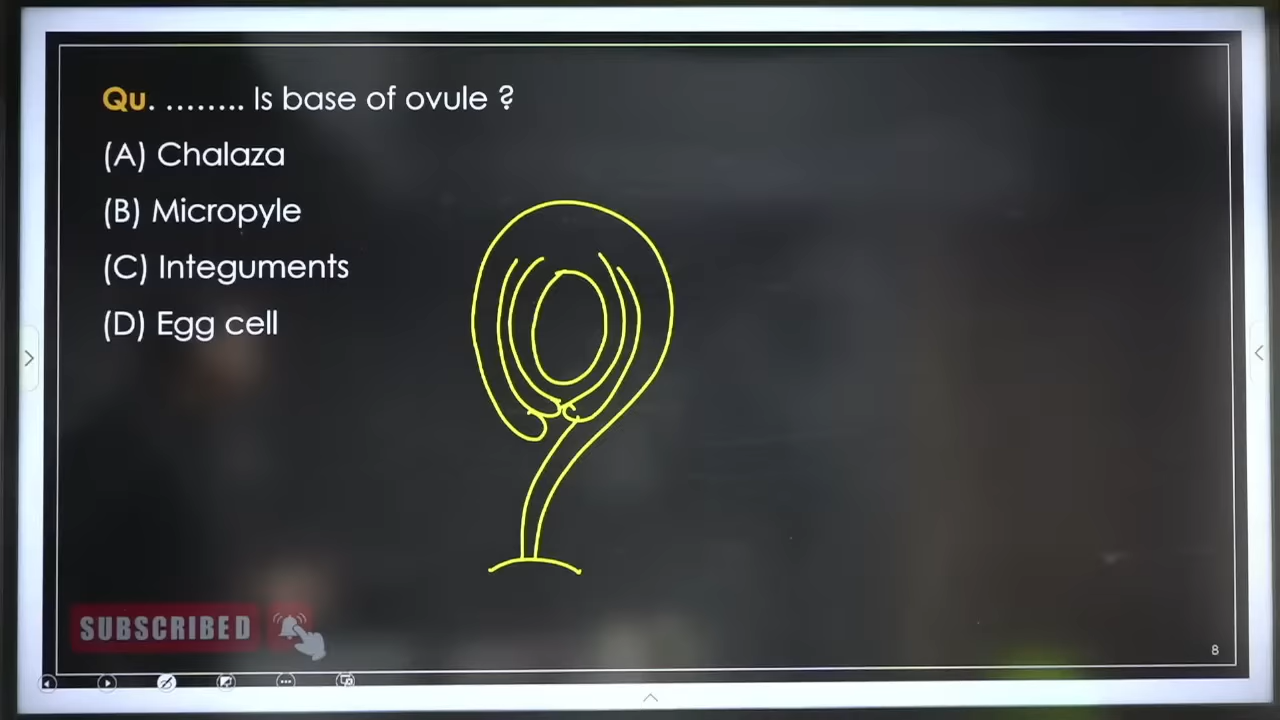 Qu. ........ Is base of ovule ?
(A) Chalaza
(B) Micropyle
(C) Integuments
(D) Egg cell
SUBSCRIBED
8